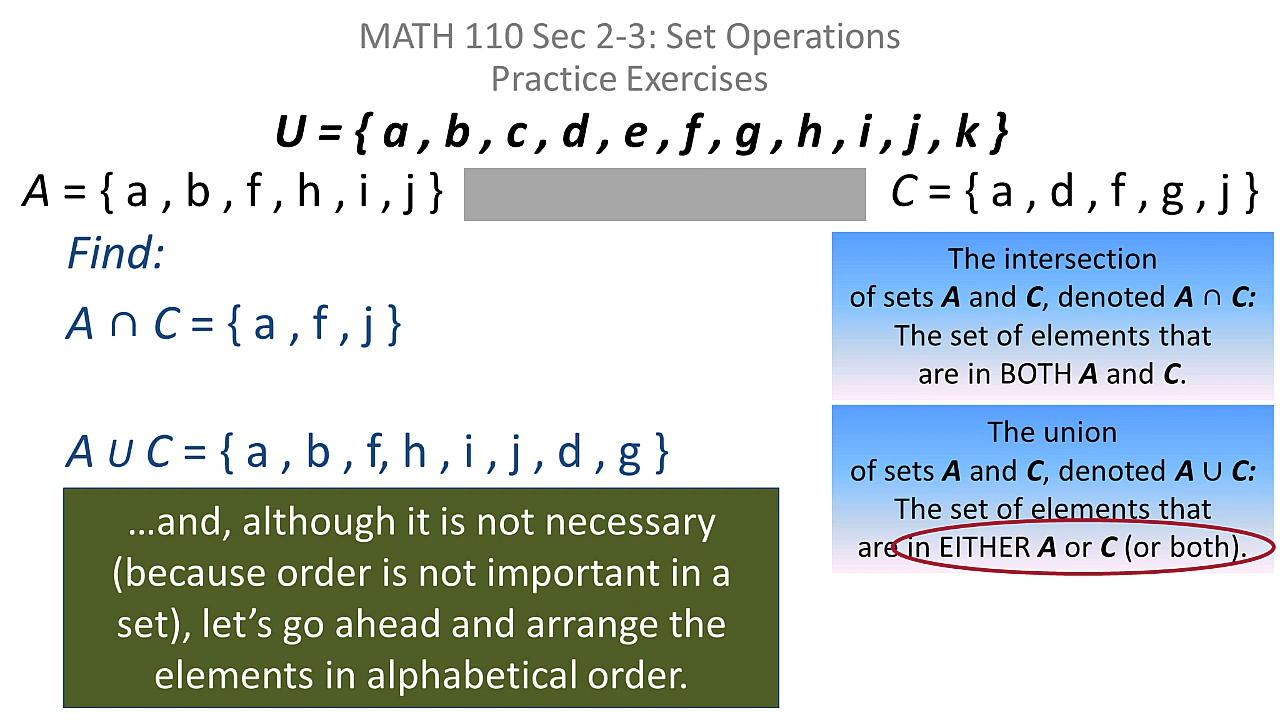 MATH 110 Sec 2-3: Set Operations
Practice Exercises
U = { a , b , c , d , e , f , g , h , i , j , k }
A = { a , b , f , h , i , j }
C = { a , d , f , g , j }
Find:
A ∩ C = { a , f , j }
A ∪ C = { a , b , f, h , i , j , d , g }
…and, although it is not necessary
(because order is not important in a
set), let’s go ahead and arrange the
elements in alphabetical order.
The intersection
of sets A and C, denoted A ∩ C:
The set of elements that
are in BOTH A and C.
The union
of sets A and C, denoted A ∪ C:
The set of elements that
are in EITHER A or C (or both).